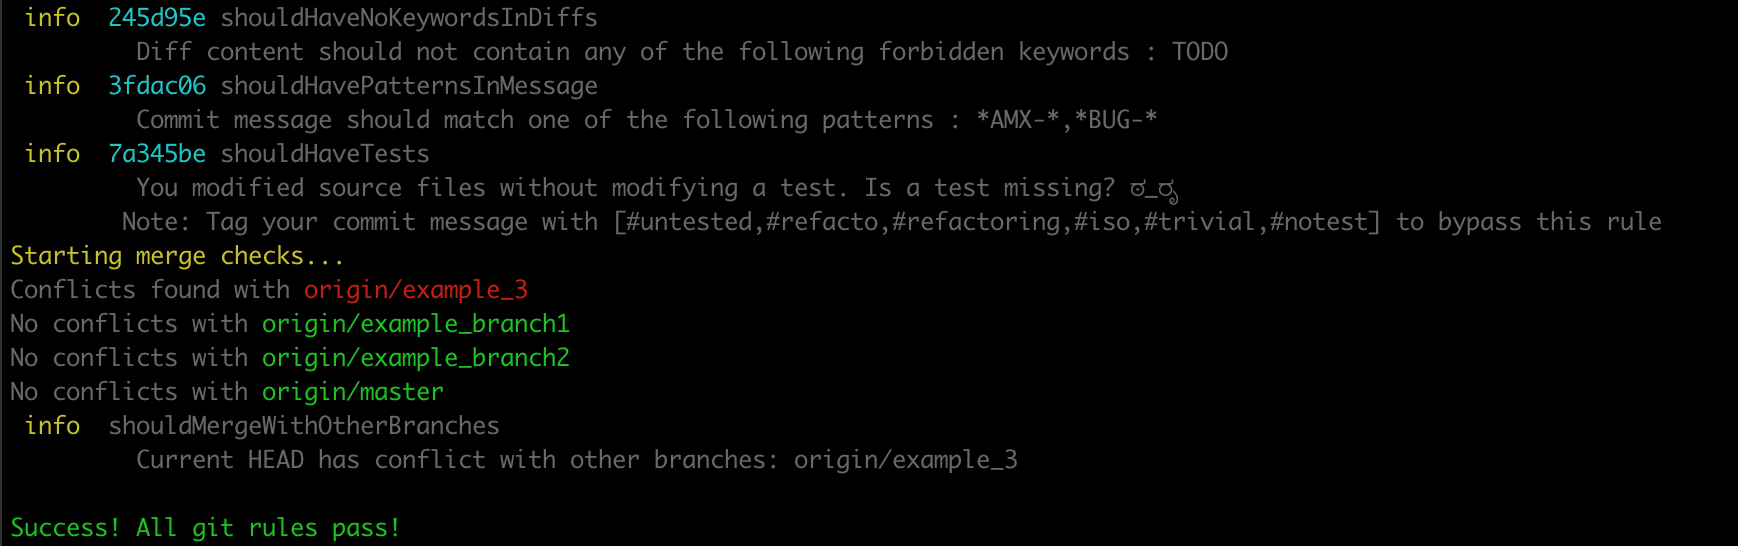 info 245d95e shouldHaveNoKeywordsInDiffs
Diff content should not contain any of the following forbidden keywords : TODO
info 3fdac06 shouldHavePatternsInMessage
Commit message should match one of the following patterns : *AMX-*,*BUG-*
info 7a345be shouldHaveTests
You modified source files without modifying a test. Is a test missing? ಠ_ರೃ
Note: Tag your commit message with [#untested,#refacto,#refactoring,#iso,#trivial,#notest] to bypass this rule
Starting merge checks...
Conflicts found with origin/example_3
No conflicts with origin/example_branch1
No conflicts with origin/example_branch2
No conflicts with origin/master
info shouldMergeWithOtherBranches
Current HEAD has conflict with other branches: origin/example_3
Success! All git rules pass!